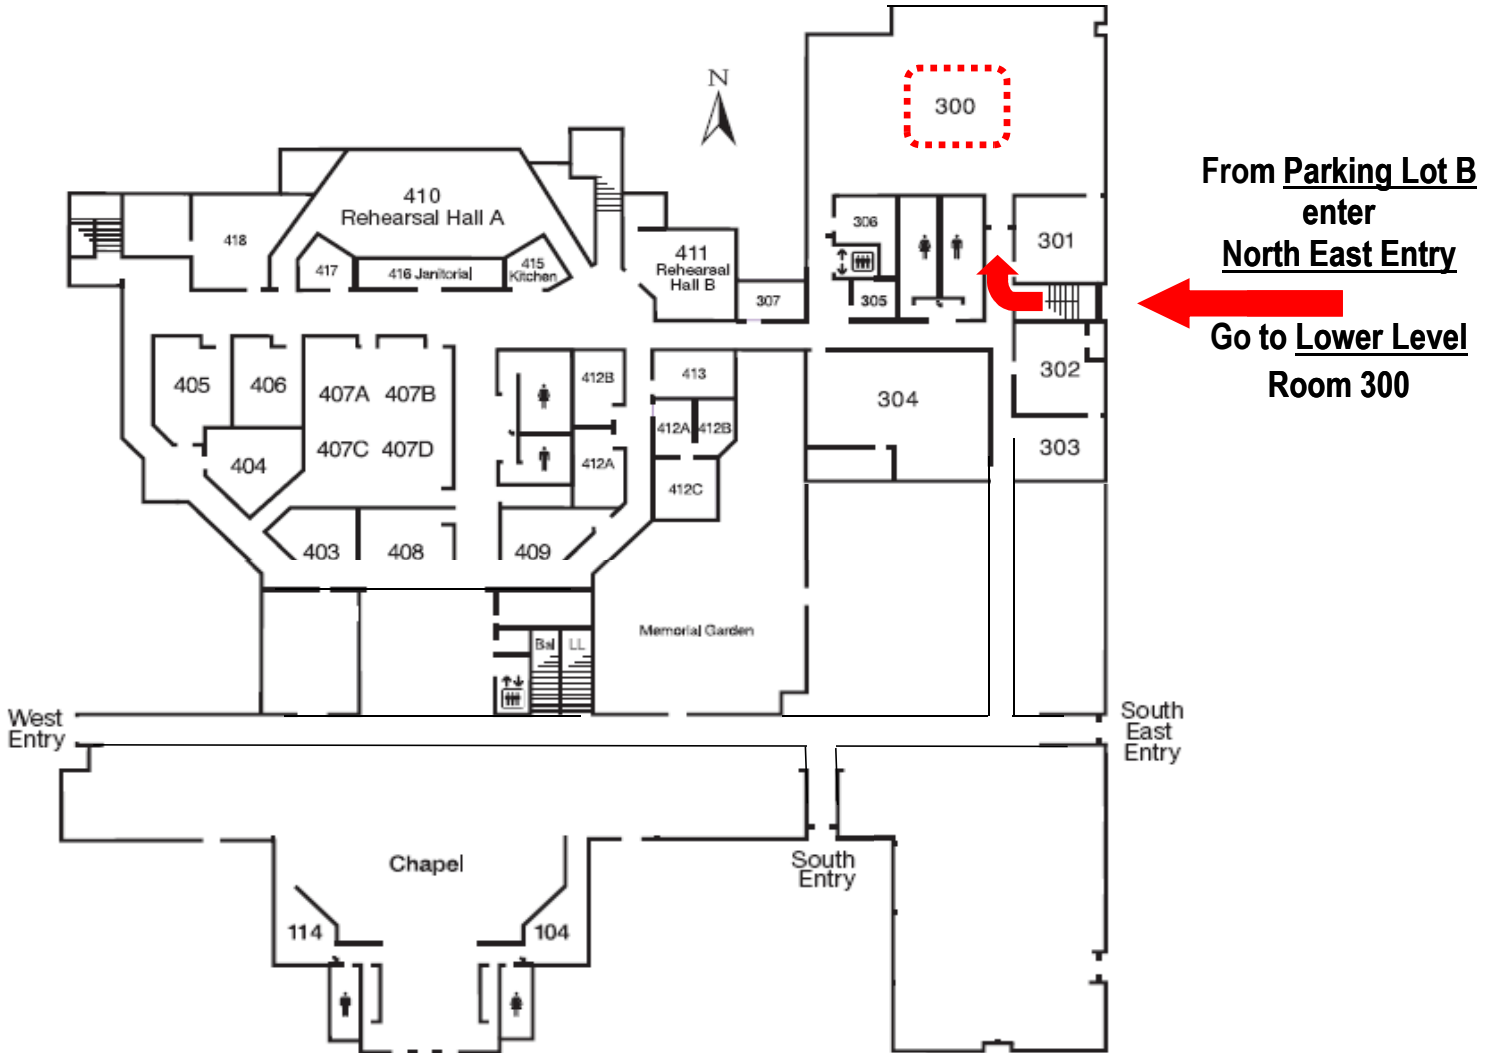 N
300
From Parking Lot B
enter
North East Entry
Go to Lower Level
Room 300
410
Rehearsal Hall A
418
417
416 Janitorial
415
Kitchen
411
Rehearsal
Hall B
307
306
305
301
302
303
304
405
406
407A
407B
407C
407D
404
403
408
409
412B
412A
413
412A
412B
412C
Memorial Garden
Bal
LL
West
Entry
South
East
Entry
South
Entry
Chapel
114
104